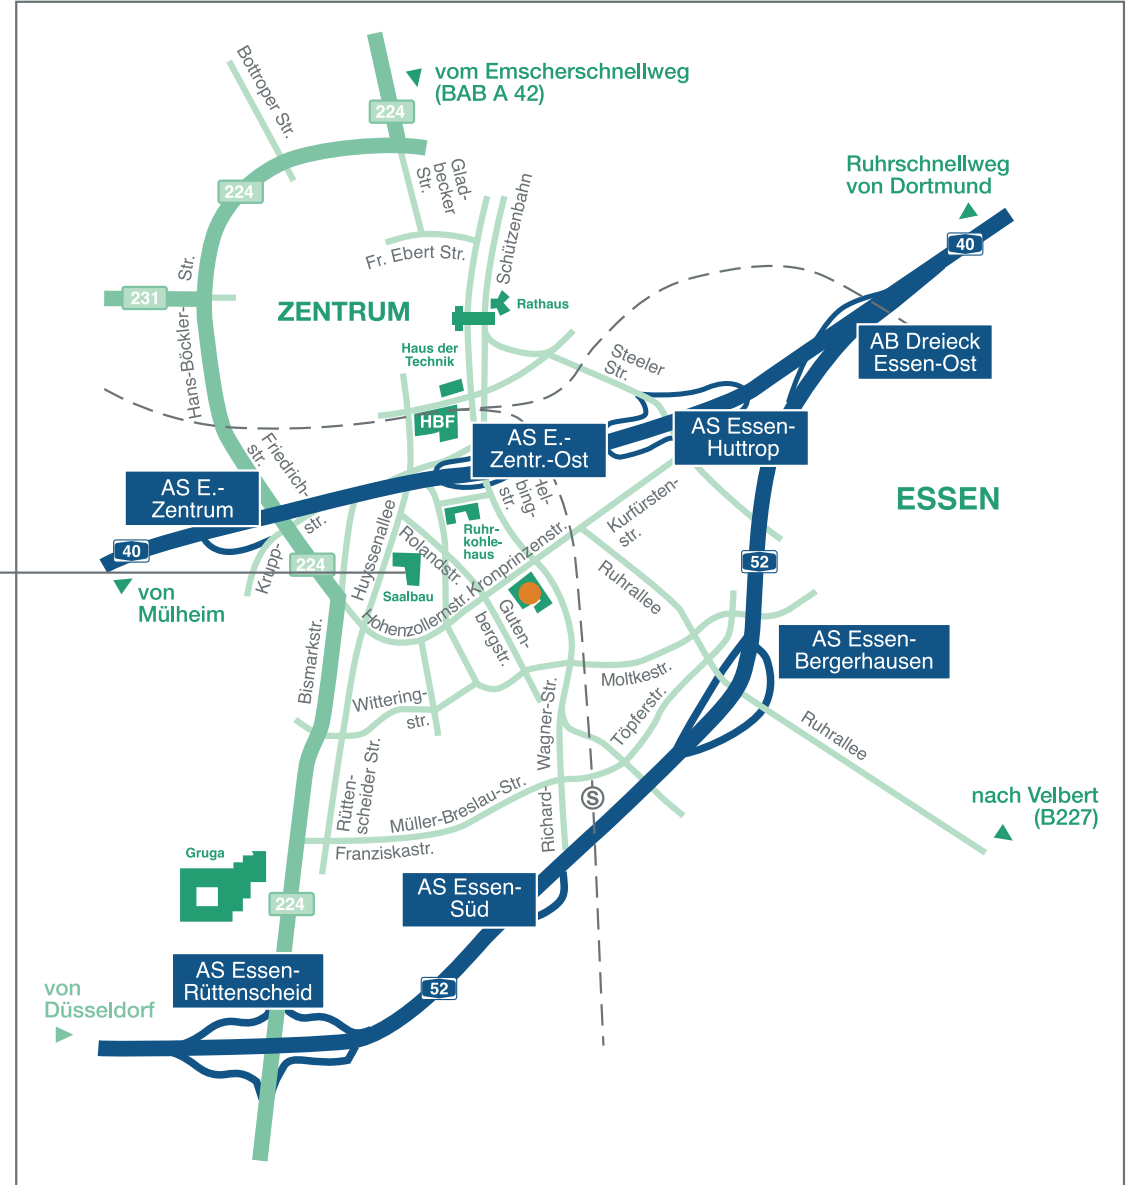 Bottroper Str.
vom Emscherschnellweg
(BAB A 42)
224
Glad-
becker
Str.
Ruhrschnellweg
von Dortmund
224
Schützenbahn
40
Fr. Ebert Str.
Hans-Böckler-
Str.
231
ZENTRUM
Rathaus
AB Dreieck
Essen-Ost
Haus der
Technik
Steeler
Str.
HBF
AS E.-
Zentr.-Ost
AS Essen-
Huttrop
Friedrich-
str.
AS E.-
Zentrum
ESSEN
Hel-
bing-
str.
Kurfürsten-
str.
str.
Krupp-
40
Huyssenallee
Rolandstr.
Ruhr-
kohle-
haus
Kronprinzenstr.
224
52
von
Mülheim
Saalbau
Hohenzollernstr.
Guten-
bergstr.
Ruhrallee
Bismarkstr.
AS Essen-
Bergerhausen
Moltkestr.
Wittering-
str.
Töpferstr.
Richard-
Wagner-Str.
Ruhrallee
Rütten-
scheider Str.
Müller-Breslau-Str.
S
nach Velbert
(B227)
Franziskastr.
Gruga
224
AS Essen-
Süd
AS Essen-
Rüttenscheid
52
von
Düsseldorf